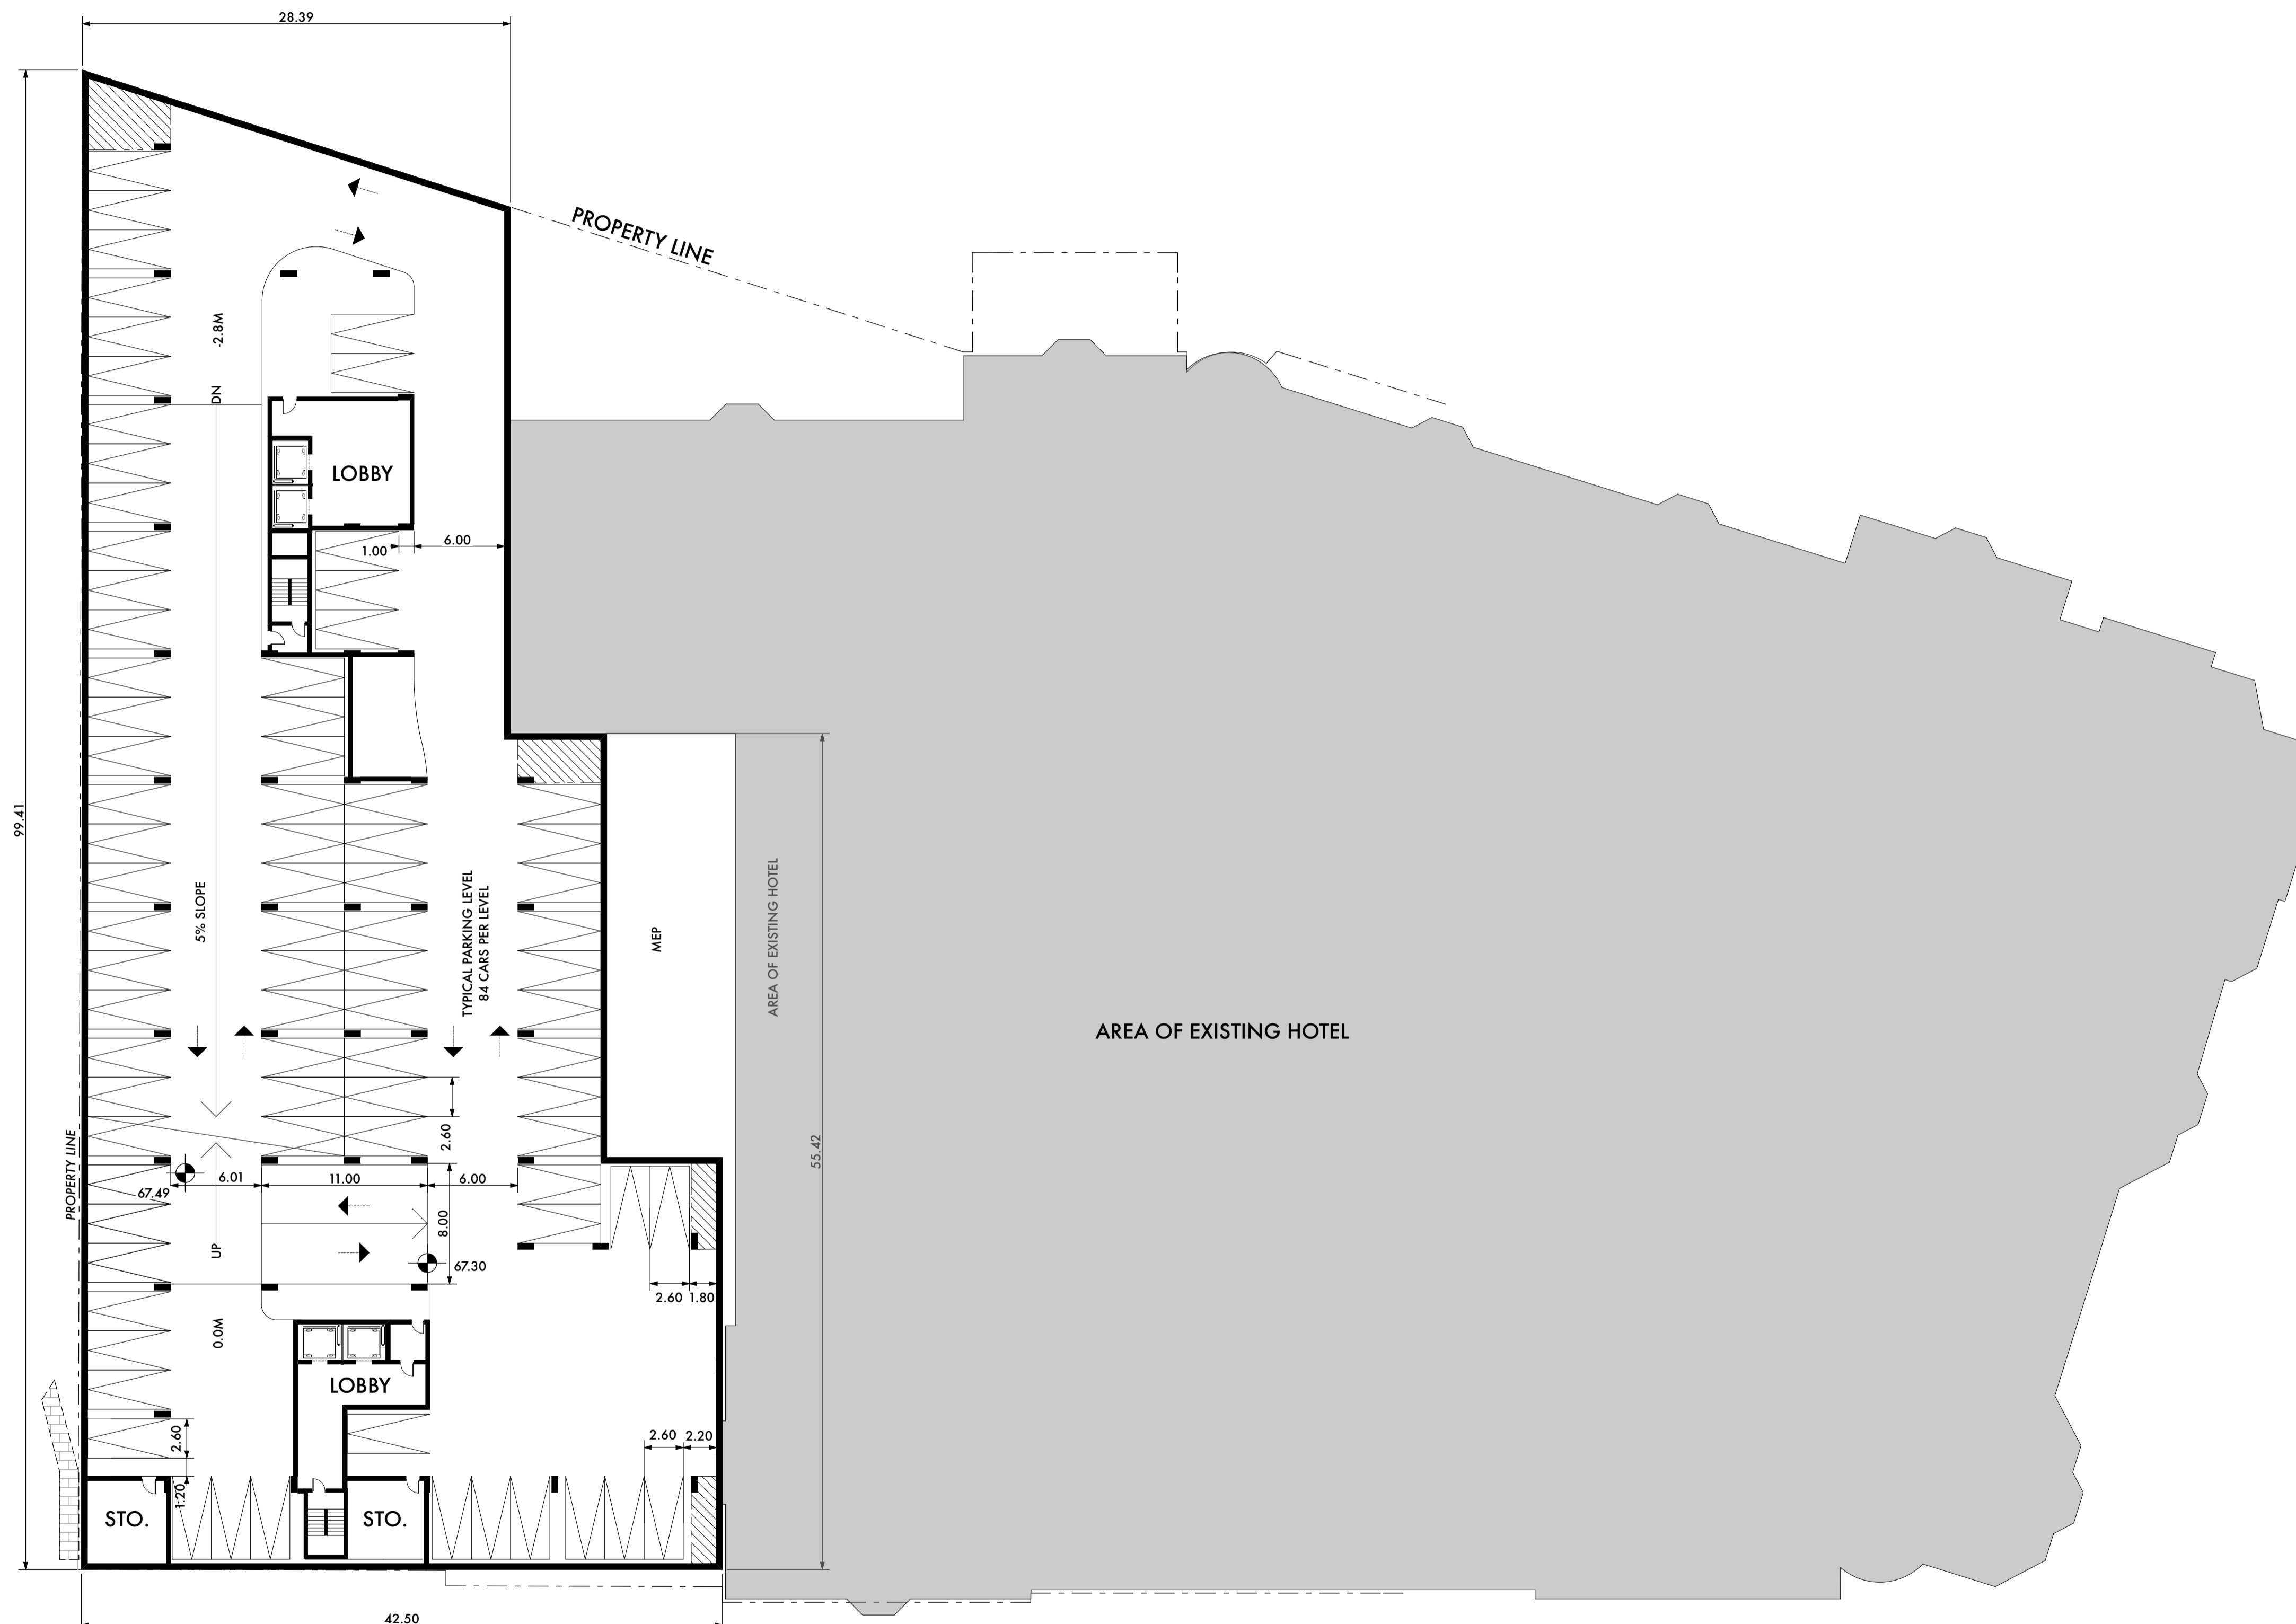 28.39
PROPERTY LINE
-2.8M
DN
LOBBY
1.00
6.00
99.41
5% SLOPE
TYPICAL PARKING LEVEL
84 CARS PER LEVEL
MEP
AREA OF EXISTING HOTEL
AREA OF EXISTING HOTEL
PROPERTY LINE
2.60
55.42
67.49
6.01
11.00
6.00
8.00
UP
67.30
2.60
1.80
0.0M
LOBBY
2.60
2.60
2.20
1.20
STO.
STO.
42.50